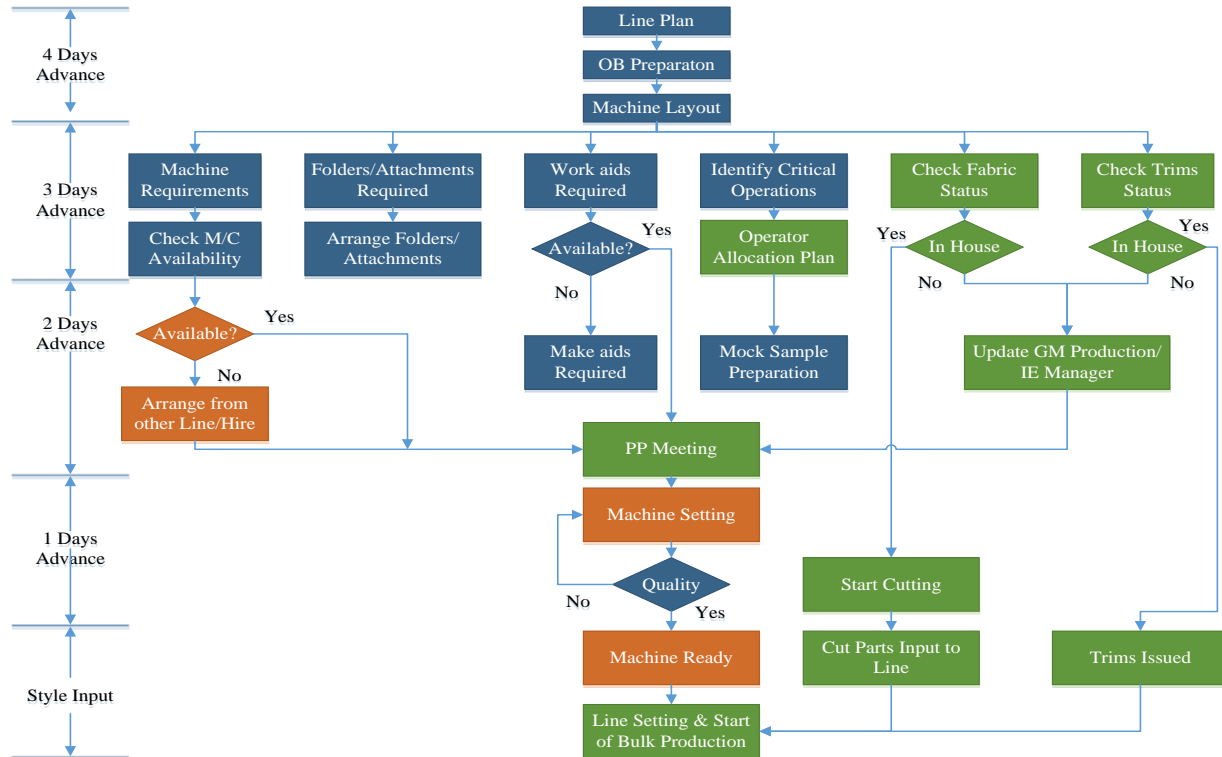 4 Days
Advance
Line Plan
OB Preparaton
Machine Layout
3 Days
Advance
Machine
Requirements
Folders/Attachments
Required
Work aids
Required
Identify Critical
Operations
Check Fabric
Status
Check Trims
Status
Check M/C
Availability
Arrange Folders/
Attachments
Available?
Yes
No
Operator
Allocation Plan
Yes
In House
No
Yes
In House
No
2 Days
Advance
Available?
Yes
No
Make aids
Required
Mock Sample
Preparation
Update GM Production/
IE Manager
Arrange from
other Line/Hire
PP Meeting
1 Days
Advance
Machine Setting
Quality
No
Yes
Start Cutting
Style Input
Machine Ready
Cut Parts Input to
Line
Trims Issued
Line Setting & Start
of Bulk Production